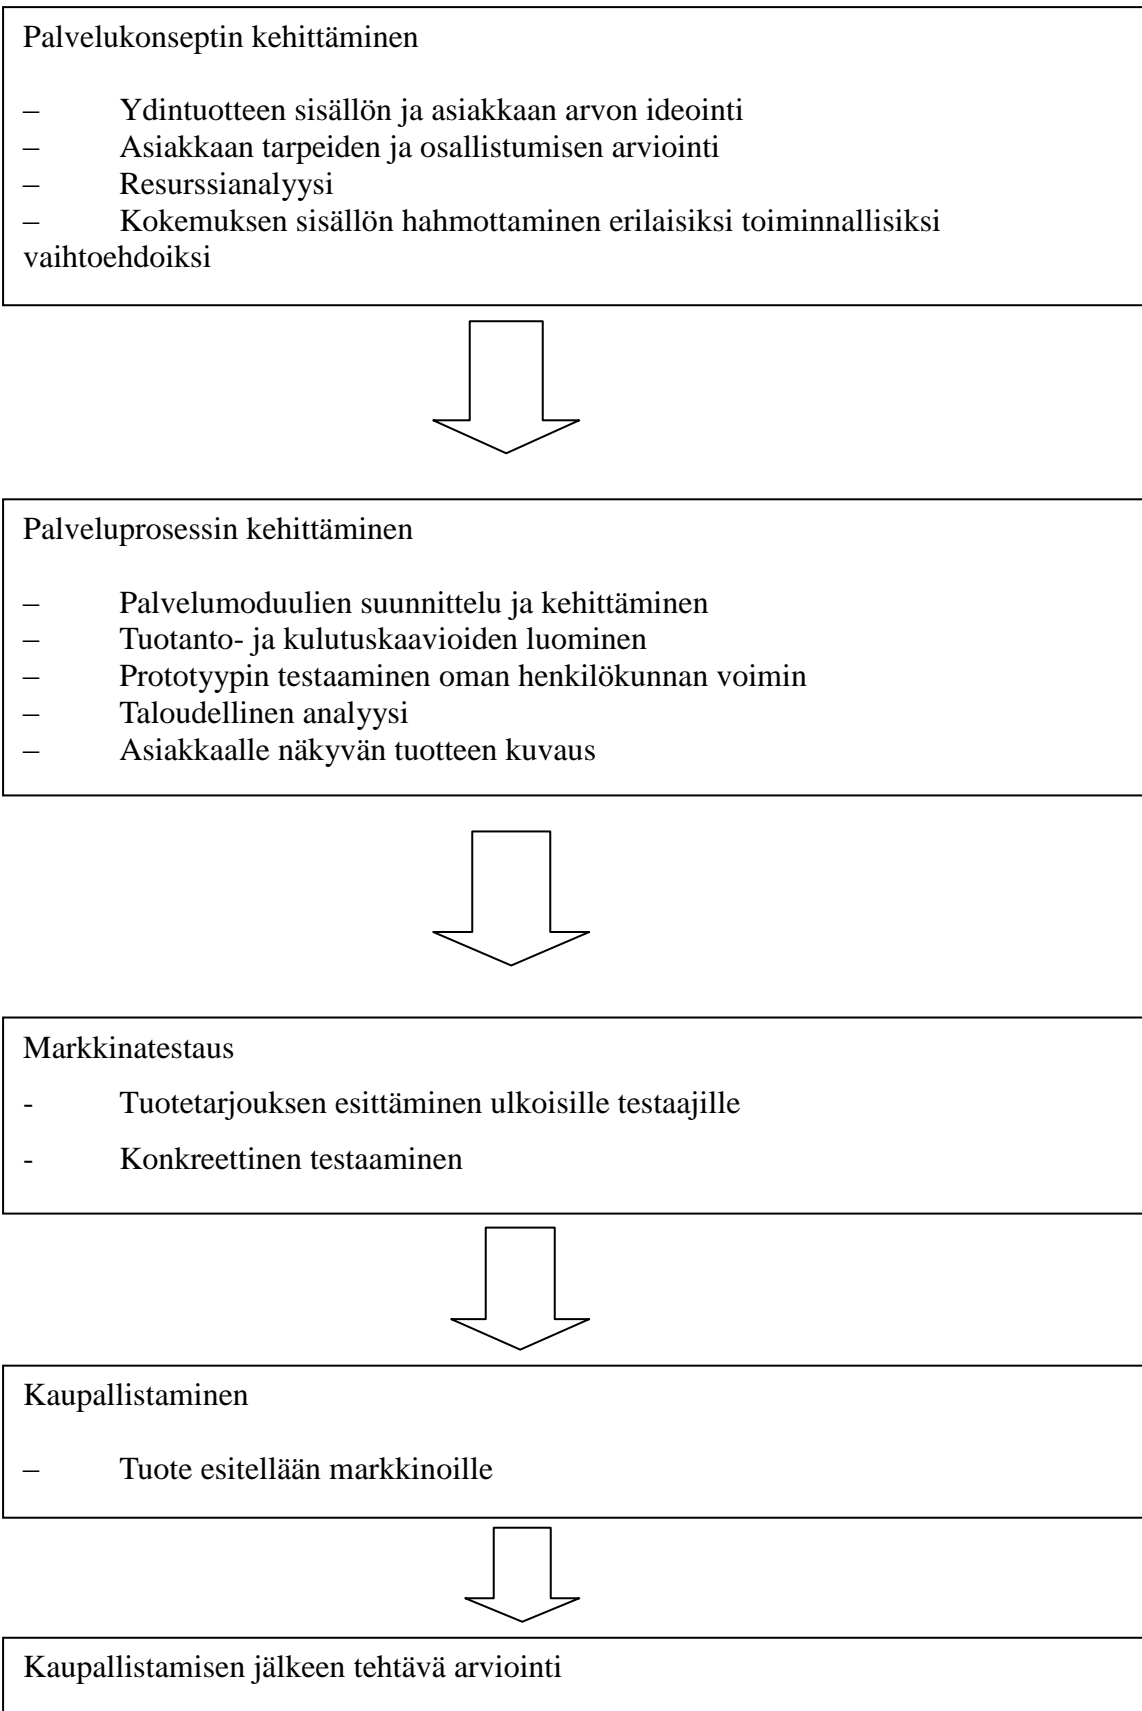 Palvelukonseptin kehittäminen
– Ydintuotteen sisällön ja asiakkaan arvon ideointi
– Asiakkaan tarpeiden ja osallistumisen arviointi
– Resurssianalyysi
– Kokemuksen sisällön hahmottaminen erilaisiksi toiminnallisiksi
vaihtoehdoiksi
Palveluprosessin kehittäminen
– Palvelumoduulien suunnittelu ja kehittäminen
– Tuotanto- ja kulutuskaavioiden luominen
– Prototyypin testaaminen oman henkilökunnan voimin
– Taloudellinen analyysi
– Asiakkaalle näkyvän tuotteen kuvaus
Markkinatestaus
- Tuotetarjouksen esittäminen ulkoisille testaajille
- Konkreettinen testaaminen
Kaupallistaminen
– Tuote esitellään markkinoille
Kaupallistamisen jälkeen tehtävä arviointi